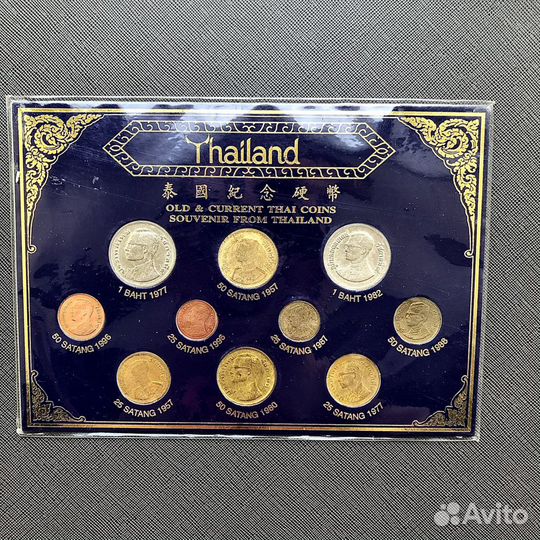 Thailand
泰國紀念硬幣
OLD & CURRENT THAI COINS
SOUVENIR FROM THAILAND
1 BAHT 1977
50 SATANG 1957
1 BAHT 1982
50 SATANG 1996
25 SATANG 1996
25 SATANG 1987
50 SATANG 1988
25 SATANG 1957
50 SATANG 1980
25 SATANG 1977
Avito